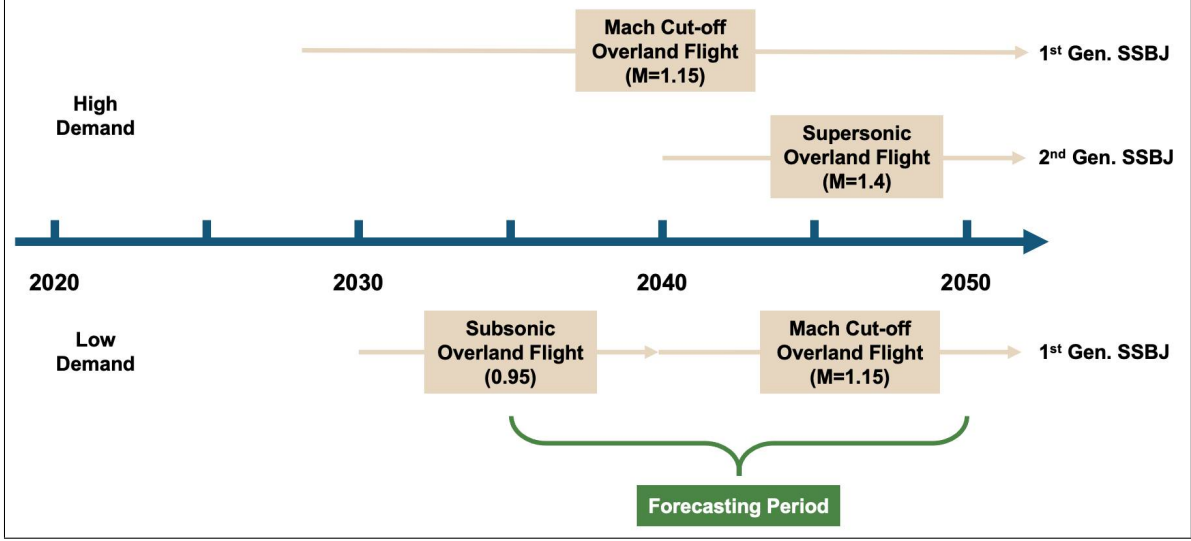 Mach Cut-off
Overland Flight
(M=1.15)
1st Gen. SSBJ
High
Demand
Supersonic
Overland Flight
(M=1.4)
2nd Gen. SSBJ
2020 2030 2040 2050
Low
Demand
Subsonic
Overland Flight
(0.95)
Mach Cut-off
Overland Flight
(M=1.15)
1st Gen. SSBJ
Forecasting Period